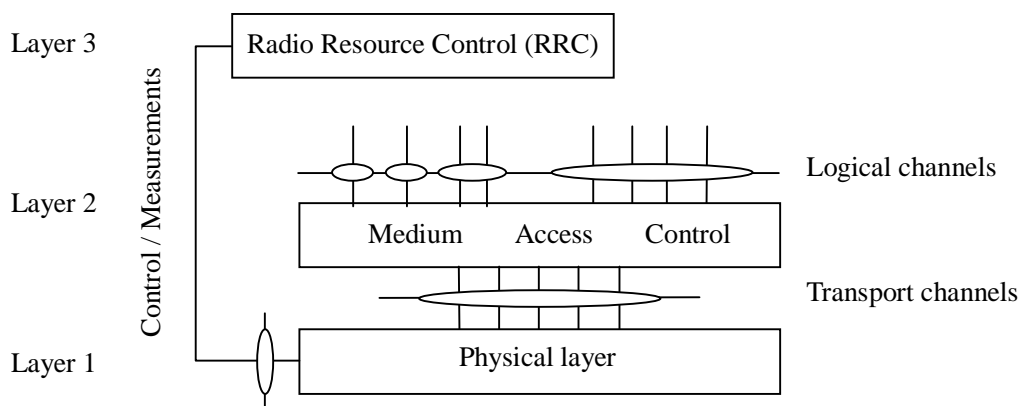 Layer 3
Radio Resource Control (RRC)
Control / Measurements
Logical channels
Layer 2
Medium Access Control
Transport channels
Layer 1
Physical layer